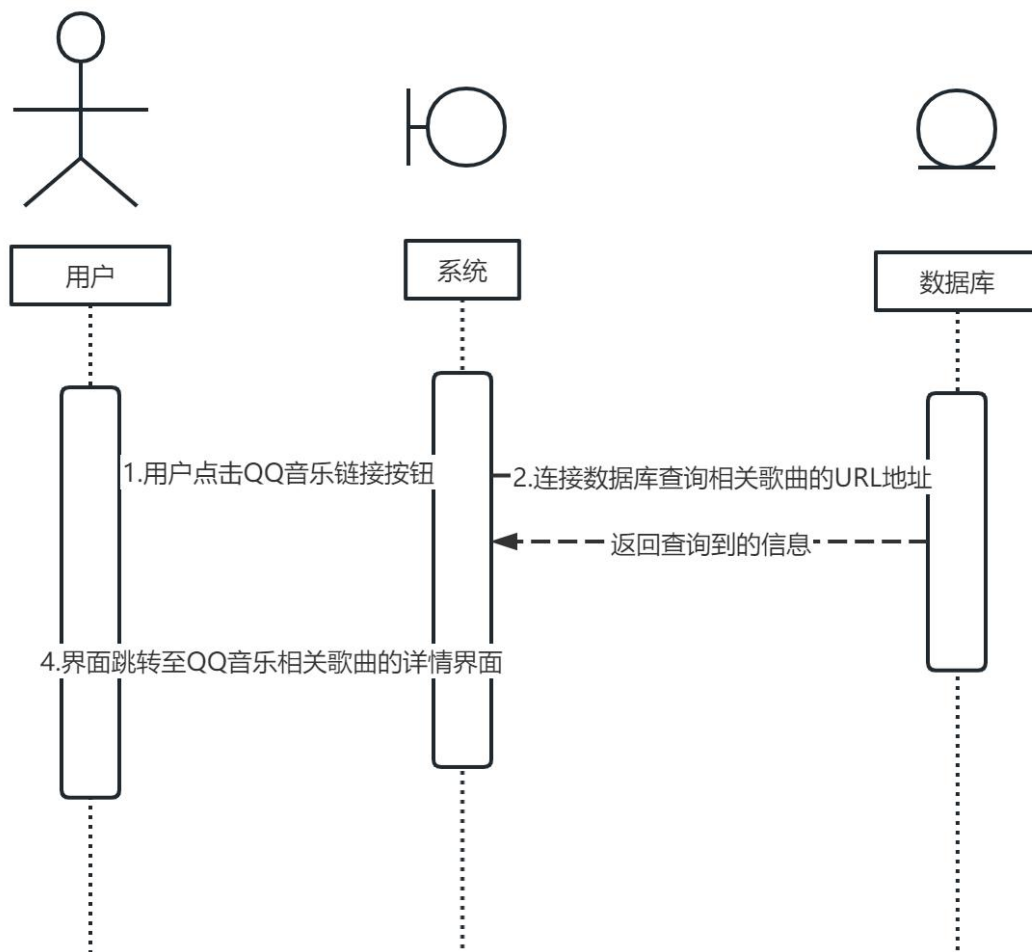 用户
系统
数据库
1.用户点击QQ音乐链接按钮
2.连接数据库查询相关歌曲的URL地址
返回查询到的信息
4.界面跳转至QQ音乐相关歌曲的详情界面